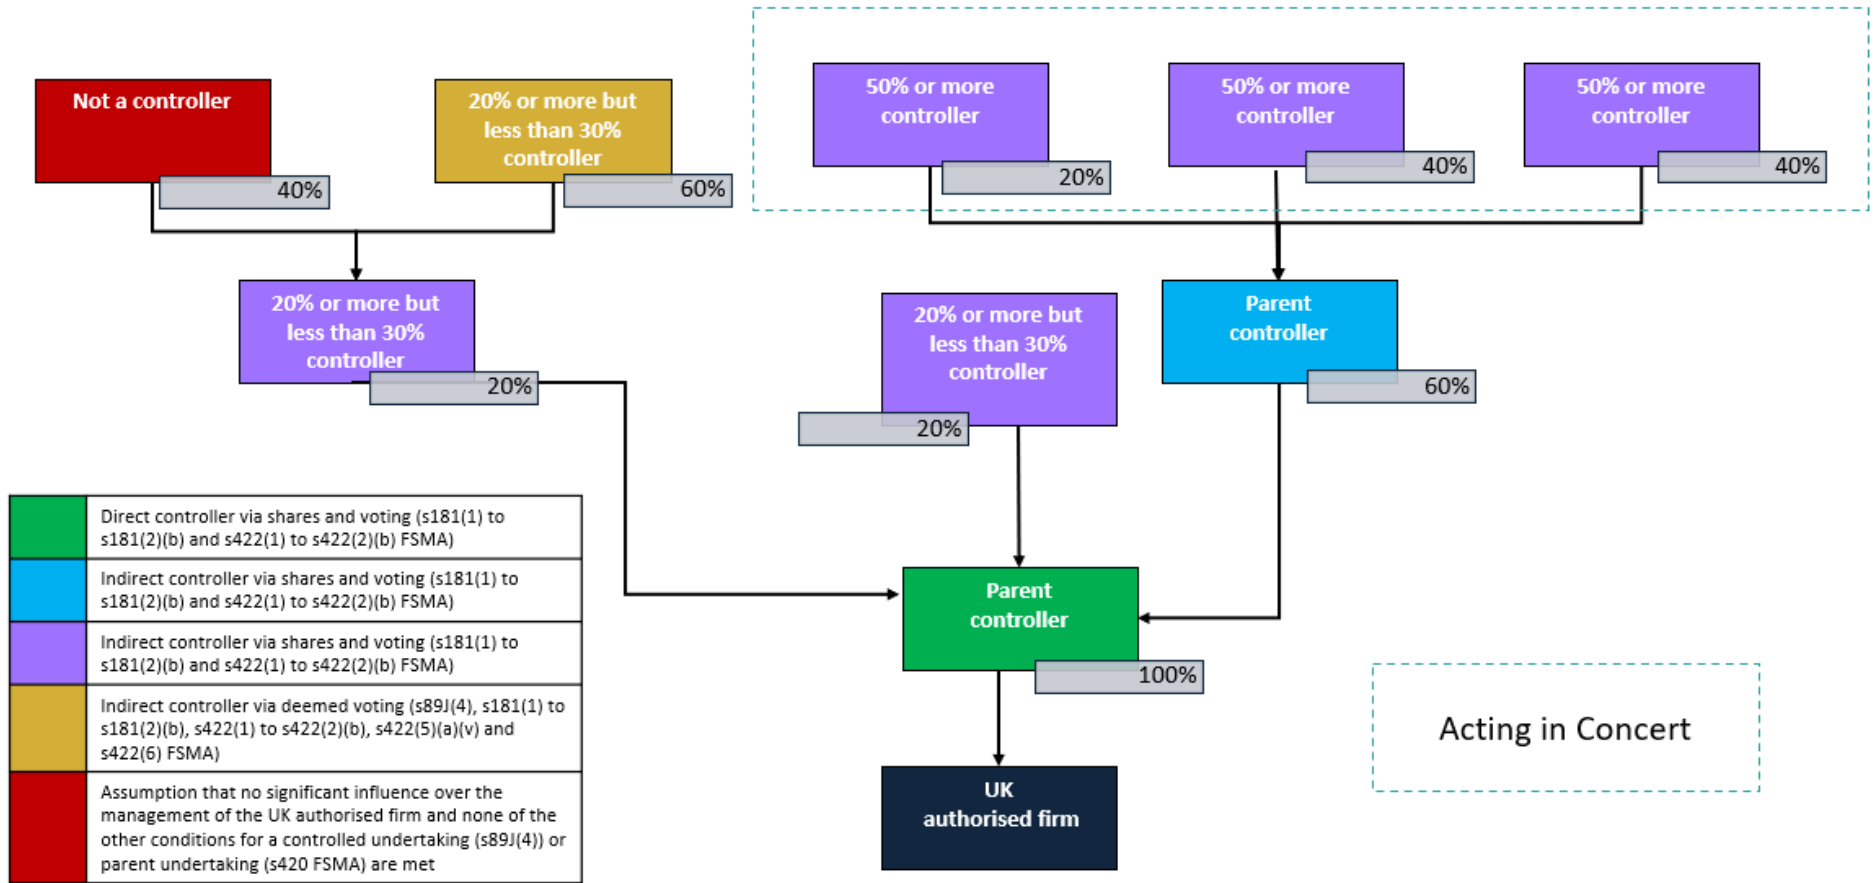 Not a controller
40%
20% or more but
less than 30%
controller
60%
50% or more
controller
20%
50% or more
controller
40%
50% or more
controller
40%
20% or more but
less than 30%
controller
20%
20% or more but
less than 30%
controller
20%
Parent
controller
60%
Parent
controller
100%
UK
authorised firm
Direct controller via shares and voting (s181(1) to
s181(2)(b) and s422(1) to s422(2)(b) FSMA)
Indirect controller via shares and voting (s181(1) to
s181(2)(b) and s422(1) to s422(2)(b) FSMA)
Indirect controller via shares and voting (s181(1) to
s181(2)(b) and s422(1) to s422(2)(b) FSMA)
Indirect controller via deemed voting (s89J(4), s181(1) to
s181(2)(b), s422(1) to s422(2)(b), s422(5)(a)(v) and
s422(6) FSMA)
Assumption that no significant influence over the
management of the UK authorised firm and none of the
other conditions for a controlled undertaking (s89J(4)) or
parent undertaking (s420 FSMA) are met
Acting in Concert